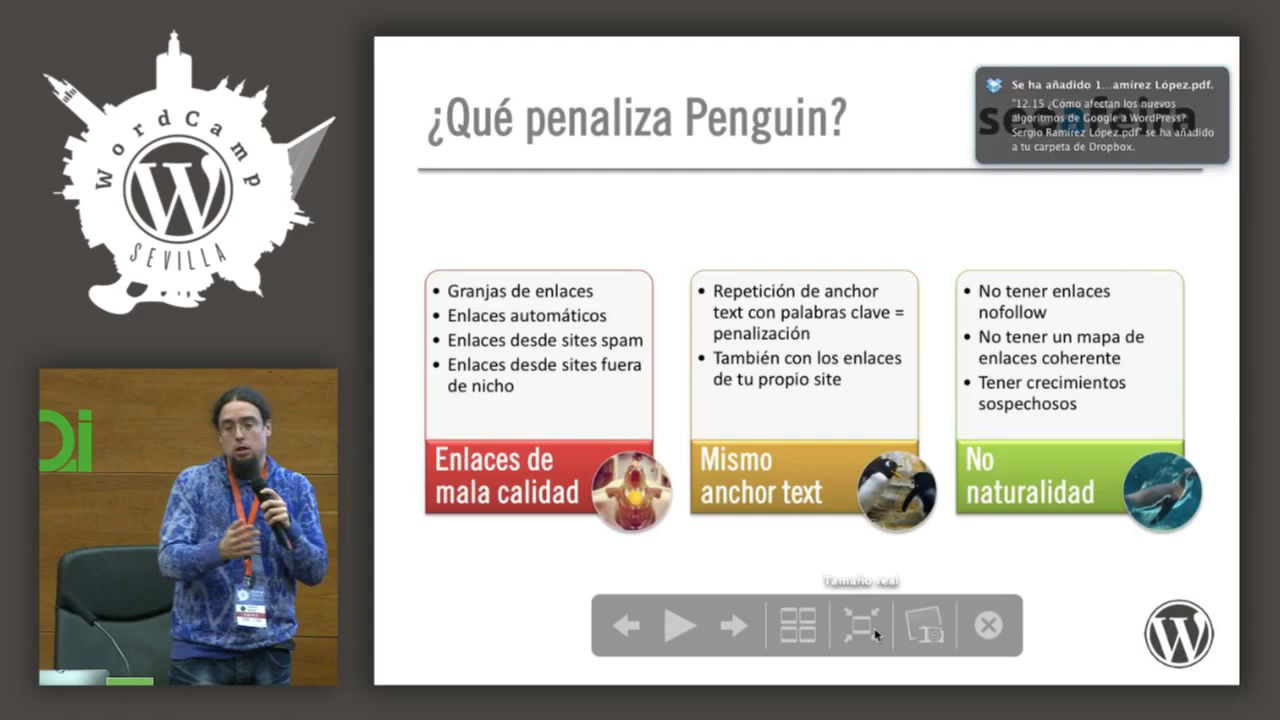 WordCamp
SEVILLA
¿Qué penaliza Penguin?
Se ha añadido 1...amírez López.pdf.
"12.15 ¿Cómo afectan los nuevos
algoritmos de Google a WordPress?
Sergio Ramírez López.pdf" se ha añadido
a tu carpeta de Dropbox.
• Granjas de enlaces
• Enlaces automáticos
• Enlaces desde sites spam
• Enlaces desde sites fuera
de nicho
Enlaces de
mala calidad
• Repetición de anchor
text con palabras clave =
penalización
• También con los enlaces
de tu propio site
Mismo
anchor text
• No tener enlaces
nofollow
• No tener un mapa de
enlaces coherente
• Tener crecimientos
sospechosos
No
naturalidad
Tamaño real